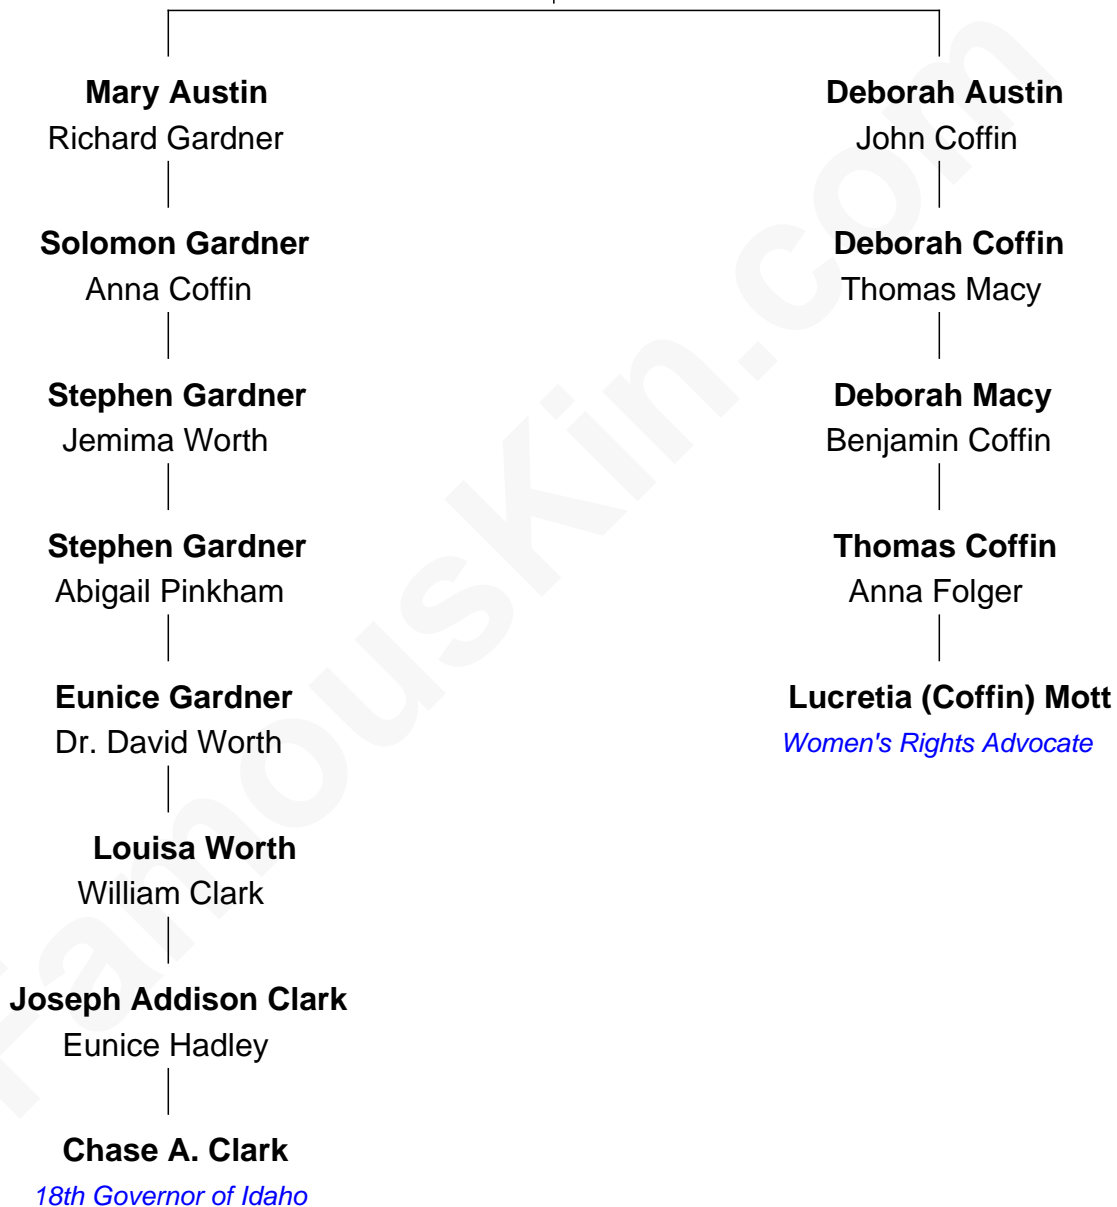 Mary Austin
Richard Gardner
Deborah Austin
John Coffin
Solomon Gardner
Anna Coffin
Deborah Coffin
Thomas Macy
Stephen Gardner
Jemima Worth
Deborah Macy
Benjamin Coffin
Stephen Gardner
Abigail Pinkham
Thomas Coffin
Anna Folger
Eunice Gardner
Dr. David Worth
Lucretia (Coffin) Mott
Women's Rights Advocate
Louisa Worth
William Clark
Joseph Addison Clark
Eunice Hadley
Chase A. Clark
18th Governor of Idaho
FamousKin.com